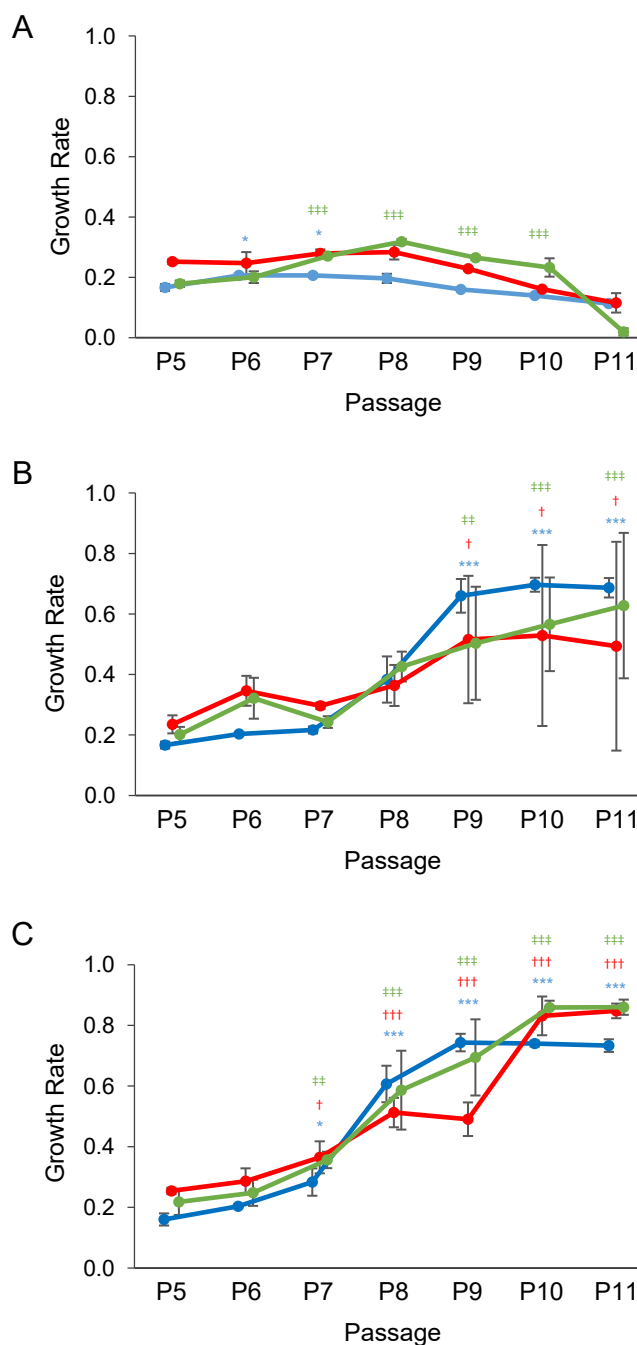 A
1.0
0.8
0.6
0.4
0.2
0.0
Growth Rate
‡‡‡ ‡‡‡ ‡‡‡ ‡‡‡
* *
P5 P6 P7 P8 P9 P10 P11
Passage
B
1.0
0.8
0.6
0.4
0.2
0.0
Growth Rate
‡‡ ‡‡‡ ‡‡‡
† † †
*** *** ***
P5 P6 P7 P8 P9 P10 P11
Passage
C
1.0
0.8
0.6
0.4
0.2
0.0
Growth Rate
‡‡ ‡‡‡ ‡‡‡ ‡‡‡ ‡‡‡
† ††† ††† ††† †††
* *** *** *** ***
P5 P6 P7 P8 P9 P10 P11
Passage